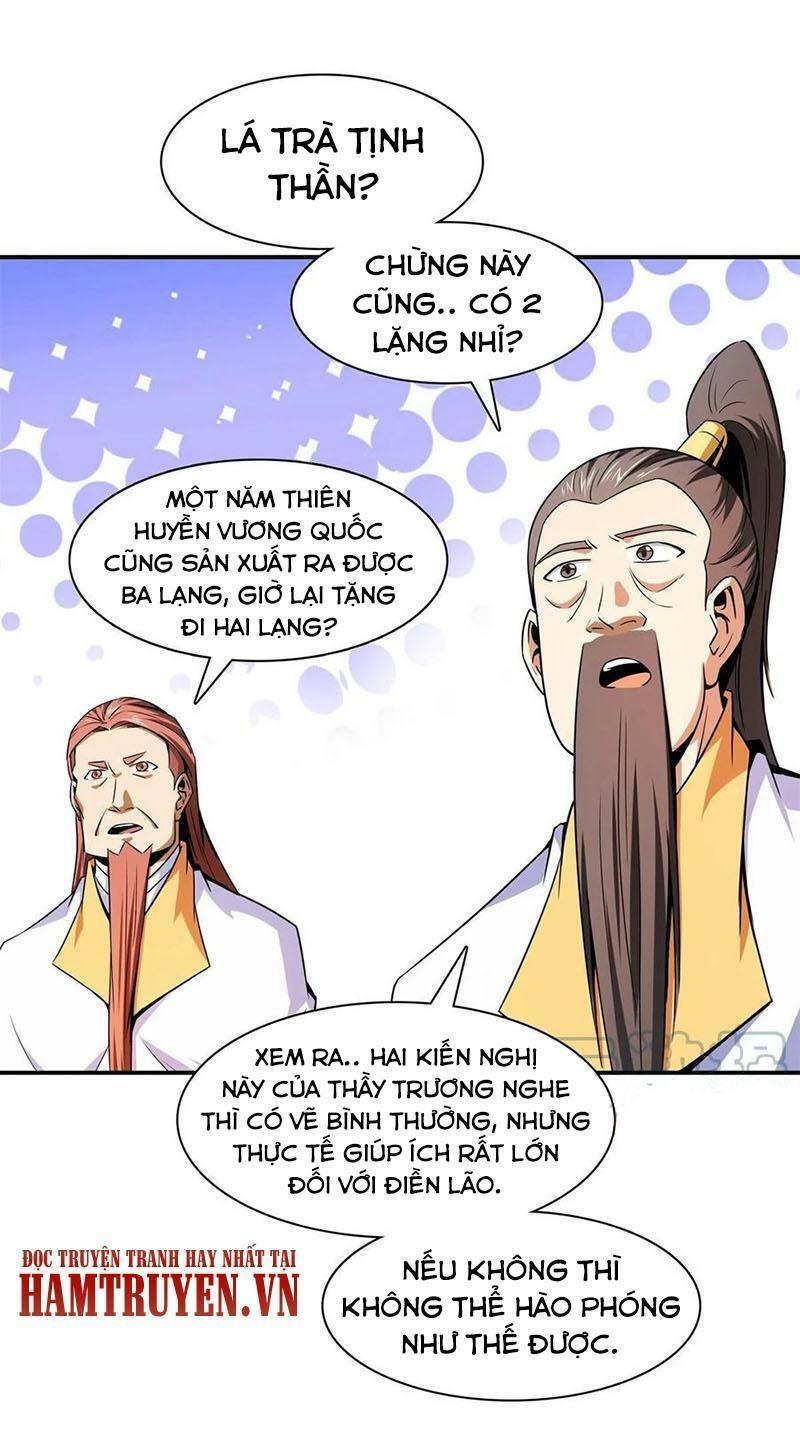 LÁ TRÀ TỊNH
THẦN?
CHỪNG NÀY
CŨNG.. CÓ 2
LẶNG NHỈ?
MỘT NĂM THIÊN
HUYỀN VƯƠNG QUỐC
CŨNG SẢN XUẤT RA ĐƯỢC
BA LẠNG, GIỜ LẠI TẶNG
ĐI HAI LẠNG?
XEM RA.. HAI KIẾN NGHỊ
NÀY CỦA THẦY TRƯƠNG NGHE
THÌ CÓ VẼ BÌNH THƯỜNG, NHƯNG
THỰC TẾ GIÚP ÍCH RẤT LỚN
ĐỐI VỚI ĐIỀN LÃO.
NẾU KHÔNG THÌ
KHÔNG THỂ HÀO PHÓNG
NHƯ THẾ ĐƯỢC.
ĐỌC TRUYỆN TRANH HAY NHẤT TẠI
HAMTRUYEN.VN